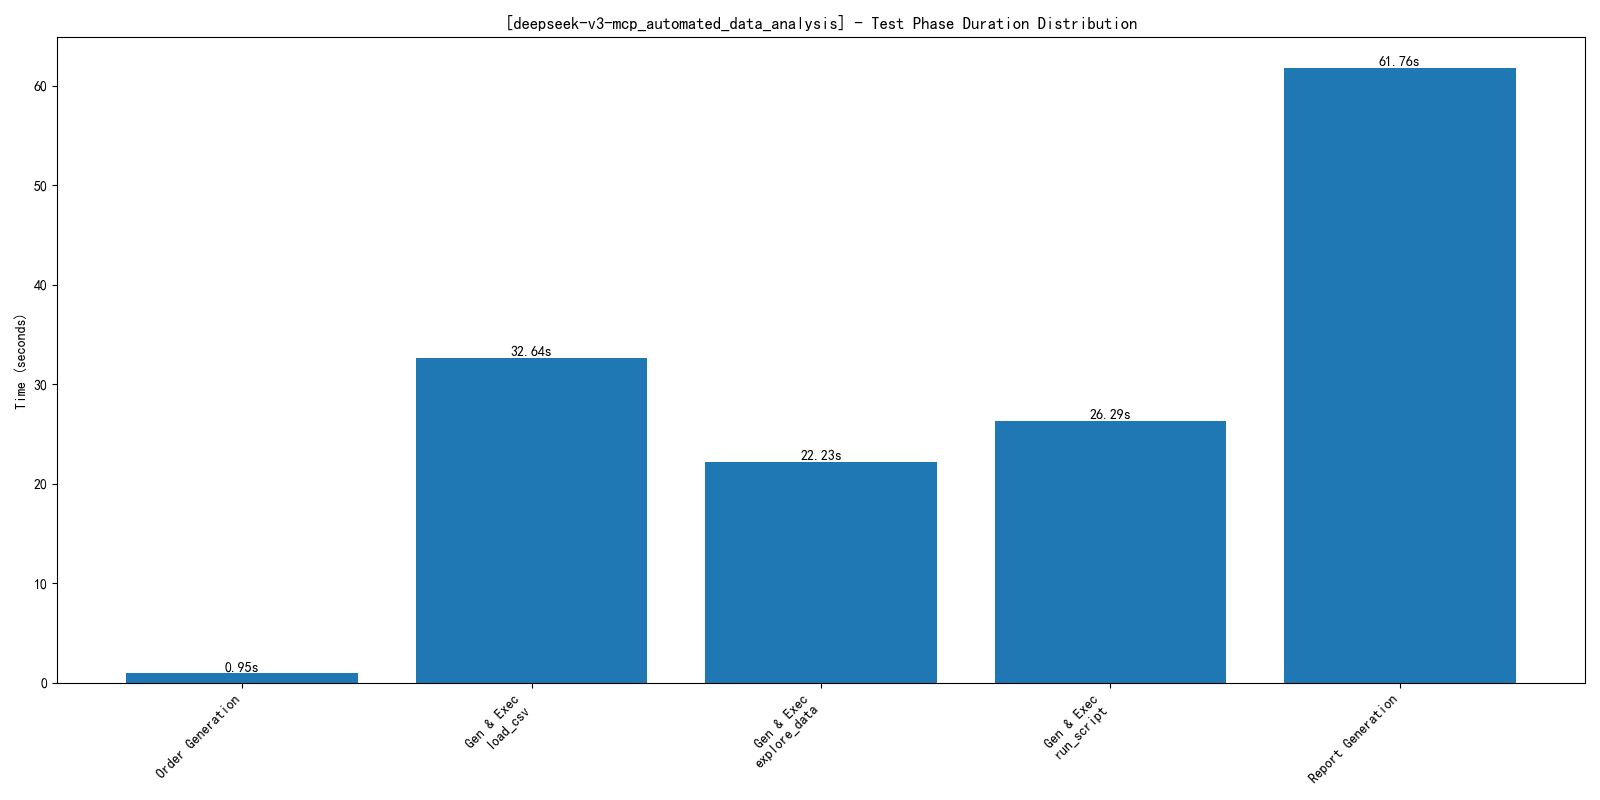 [deepseek-v3-mcp_automated_data_analysis] - Test Phase Duration Distribution
Time (seconds)
60
50
40
30
20
10
0
0.95s
32.64s
22.23s
26.29s
61.76s
Order Generation
Gen & Exec
load_csv
Gen & Exec
explore_data
Gen & Exec
run_script
Report Generation